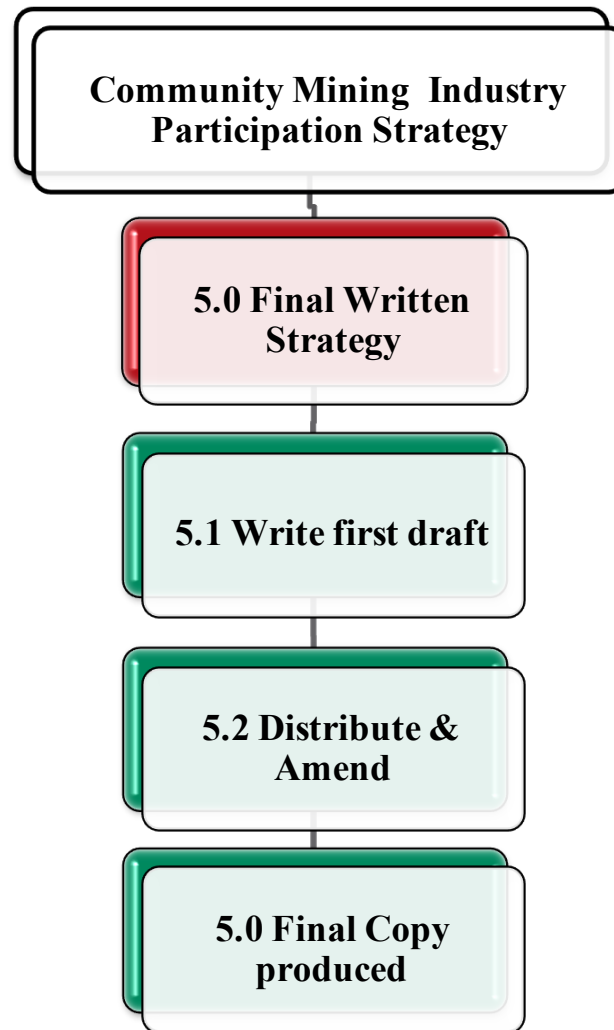 Community Mining  Industry
Participation Strategy
5.0 Final Written
Strategy
5.1 Write first draft
5.2 Distribute &
Amend
5.0 Final Copy
produced